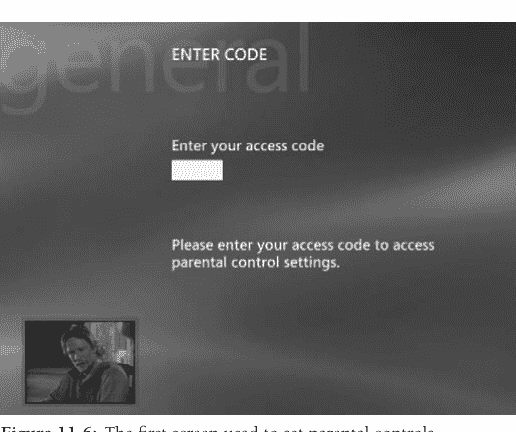 general
ENTER CODE
Enter your access code
Please enter your access code to access
parental control settings.
Figure 11-6: The first screen used to set parental controls